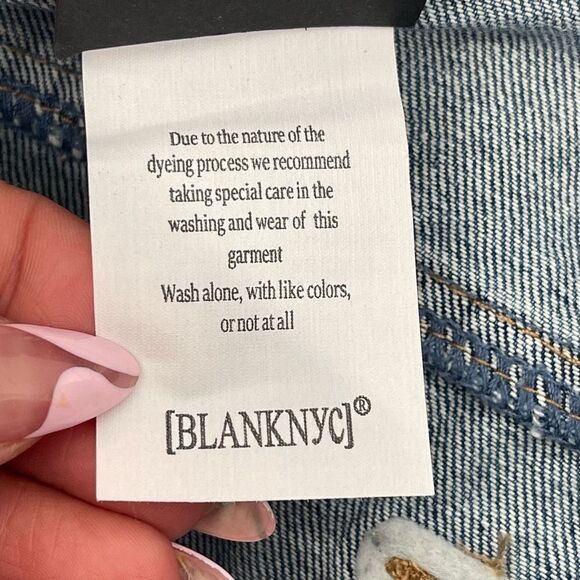 Due to the nature of the
dyeing process we recommend
taking special care in the
washing and wear of this
garment
Wash alone, with like colors,
or not at all
[BLANKNYC]®